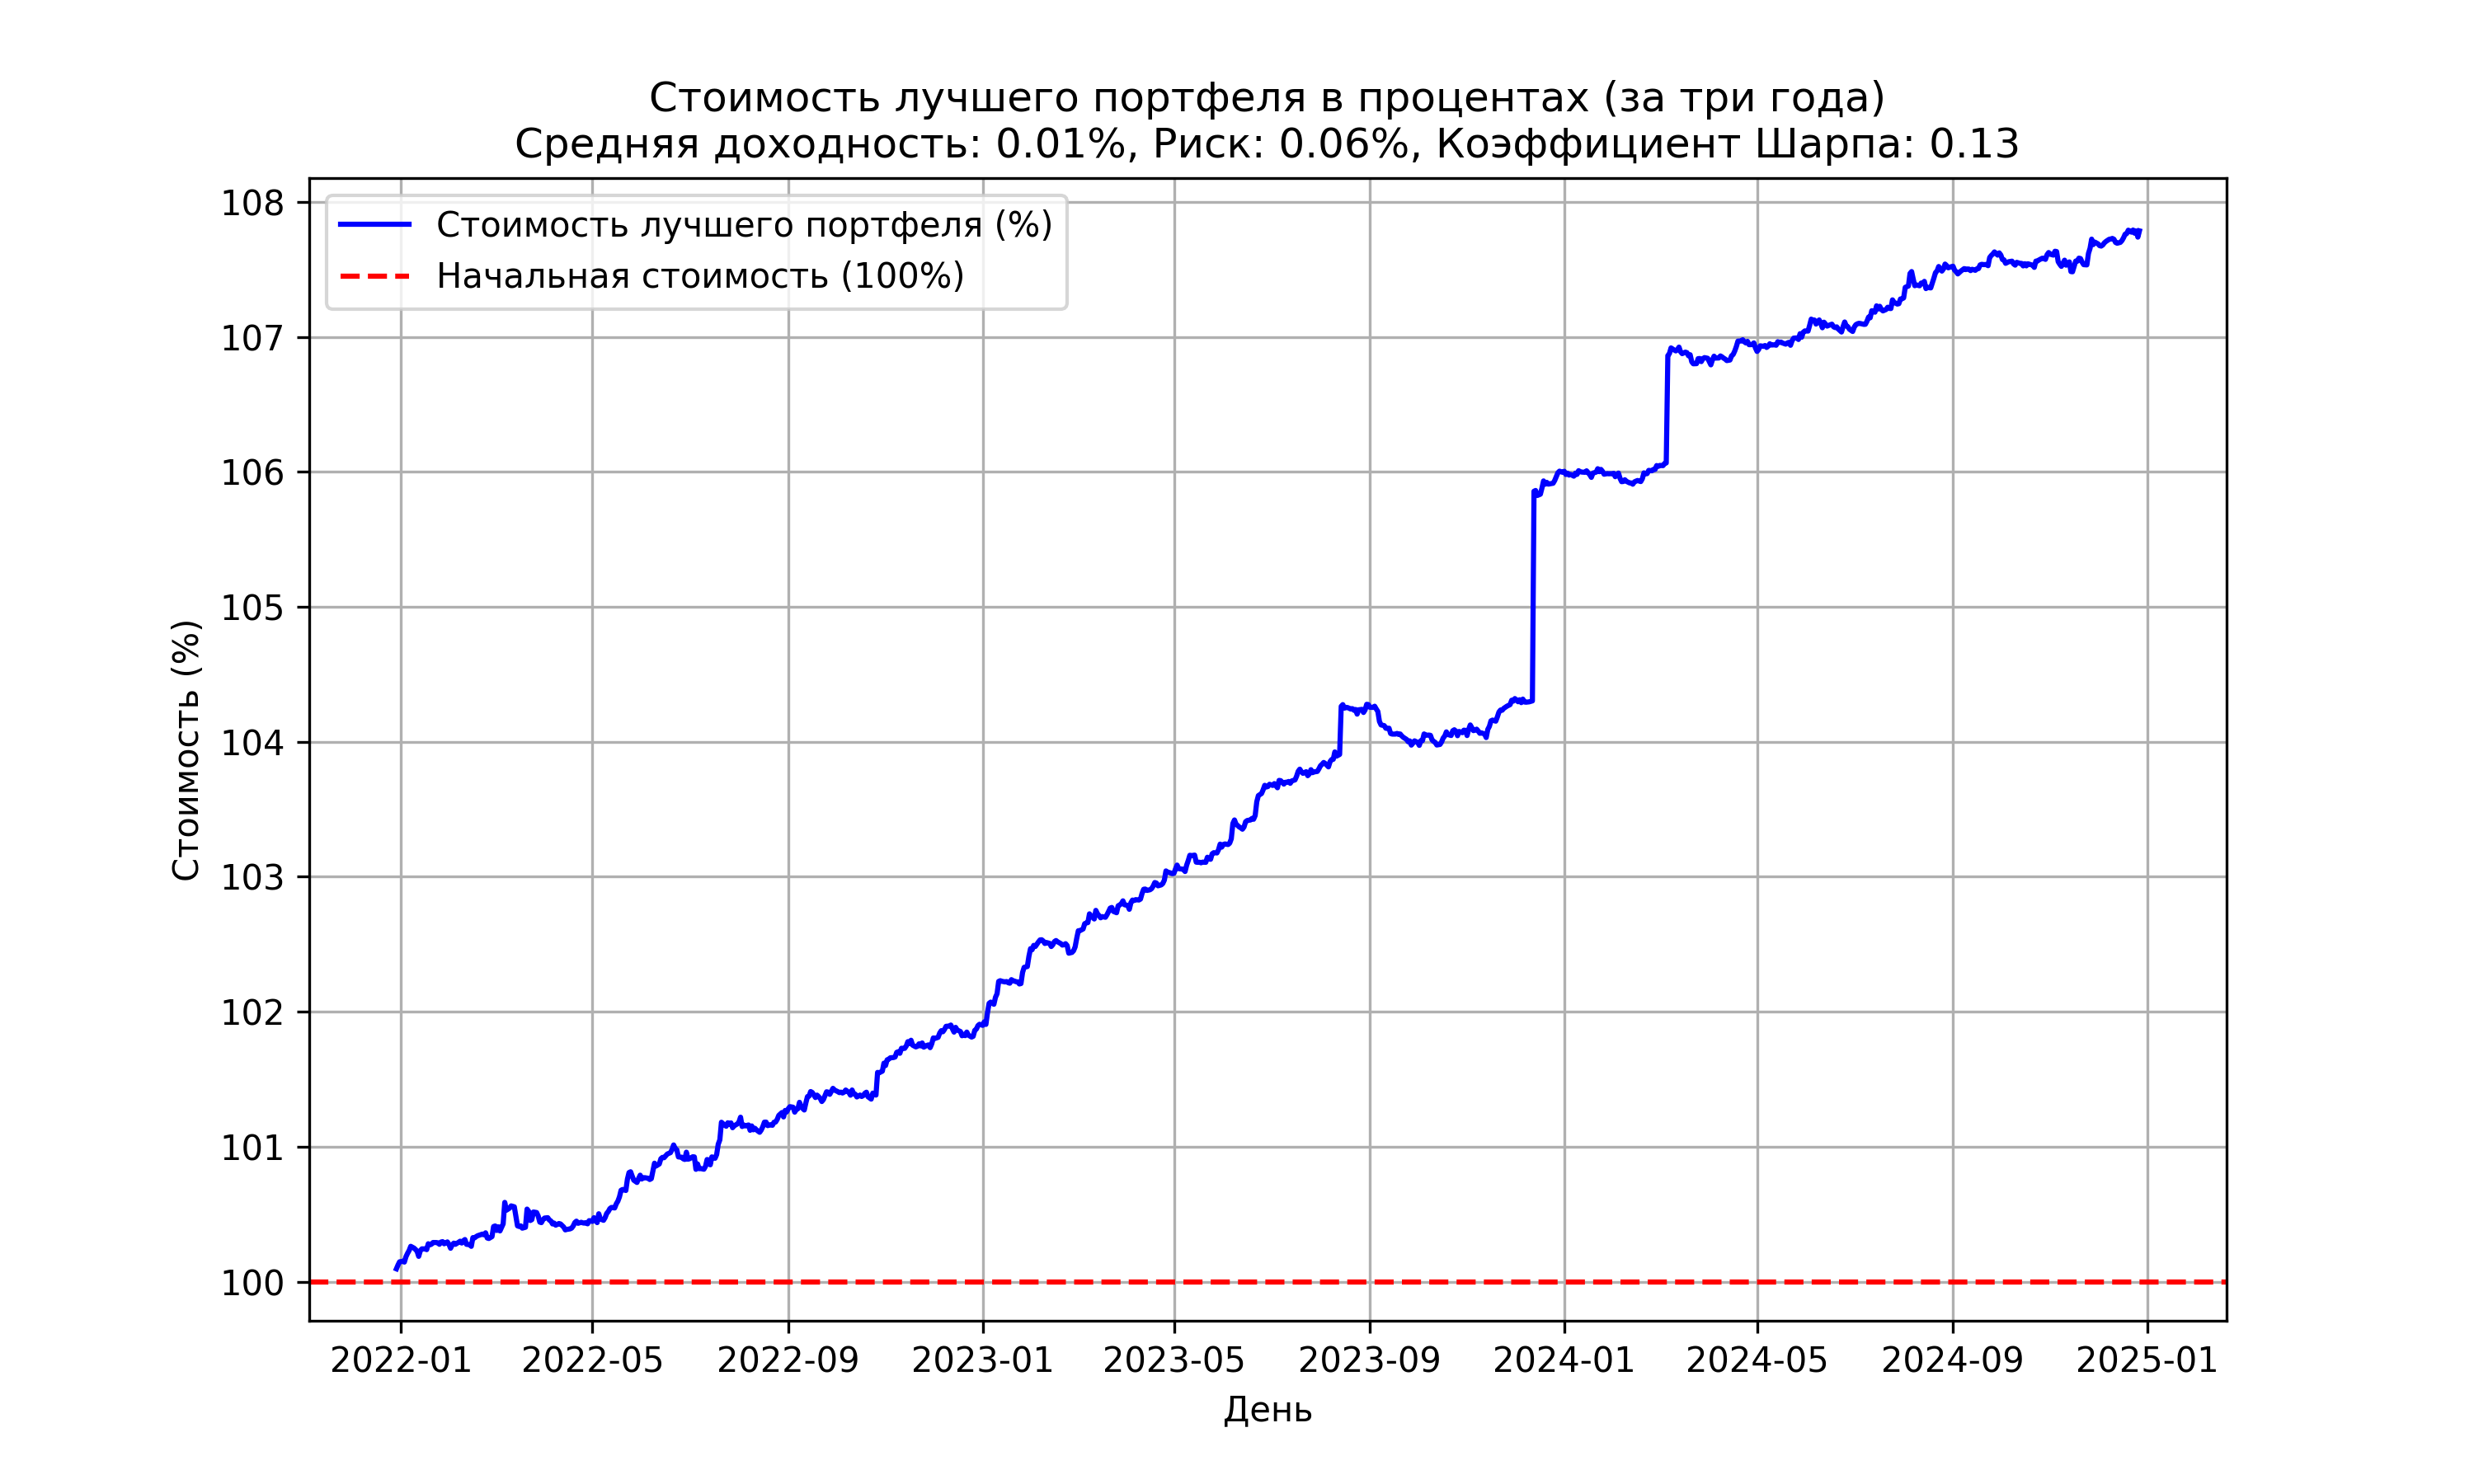 Стоимость лучшего портфеля в процентах (за три года)
Средняя доходность: 0.01%, Риск: 0.06%, Коэффициент Шарпа: 0.13
Стоимость лучшего портфеля (%)
Начальная стоимость (100%)
Стоимость (%)
108
107
106
105
104
103
102
101
100
2022-01 2022-05 2022-09 2023-01 2023-05 2023-09 2024-01 2024-05 2024-09 2025-01
День